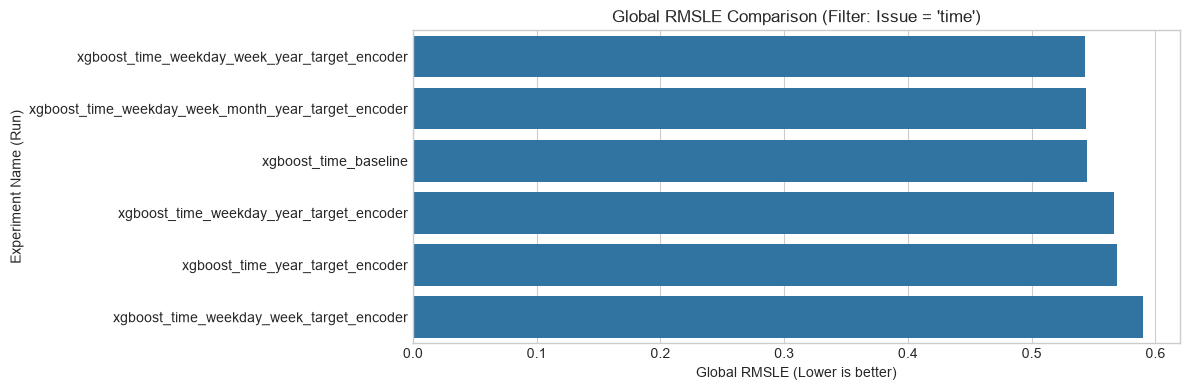 Global RMSLE Comparison (Filter: Issue = 'time')
Experiment Name (Run)
xgboost_time_weekday_week_year_target_encoder
xgboost_time_weekday_week_month_year_target_encoder
xgboost_time_baseline
xgboost_time_weekday_year_target_encoder
xgboost_time_year_target_encoder
xgboost_time_weekday_week_target_encoder
0.0 0.1 0.2 0.3 0.4 0.5 0.6
Global RMSLE (Lower is better)